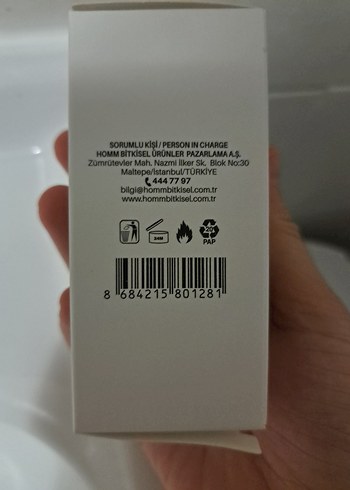 SORUMLU KİŞİ / PERSON IN CHARGE
HOMM BİTKİSEL ÜRÜNLER PAZARLAMA A.Ş.
Zümrütevler Mah. Nazmi İlker Sk. Blok No:30
Maltepe/İstanbul/TÜRKİYE
444 77 97
bilgi@hommbitkisel.com.tr
www.hommbitkisel.com.tr
24M
PAP
8 684215 801281